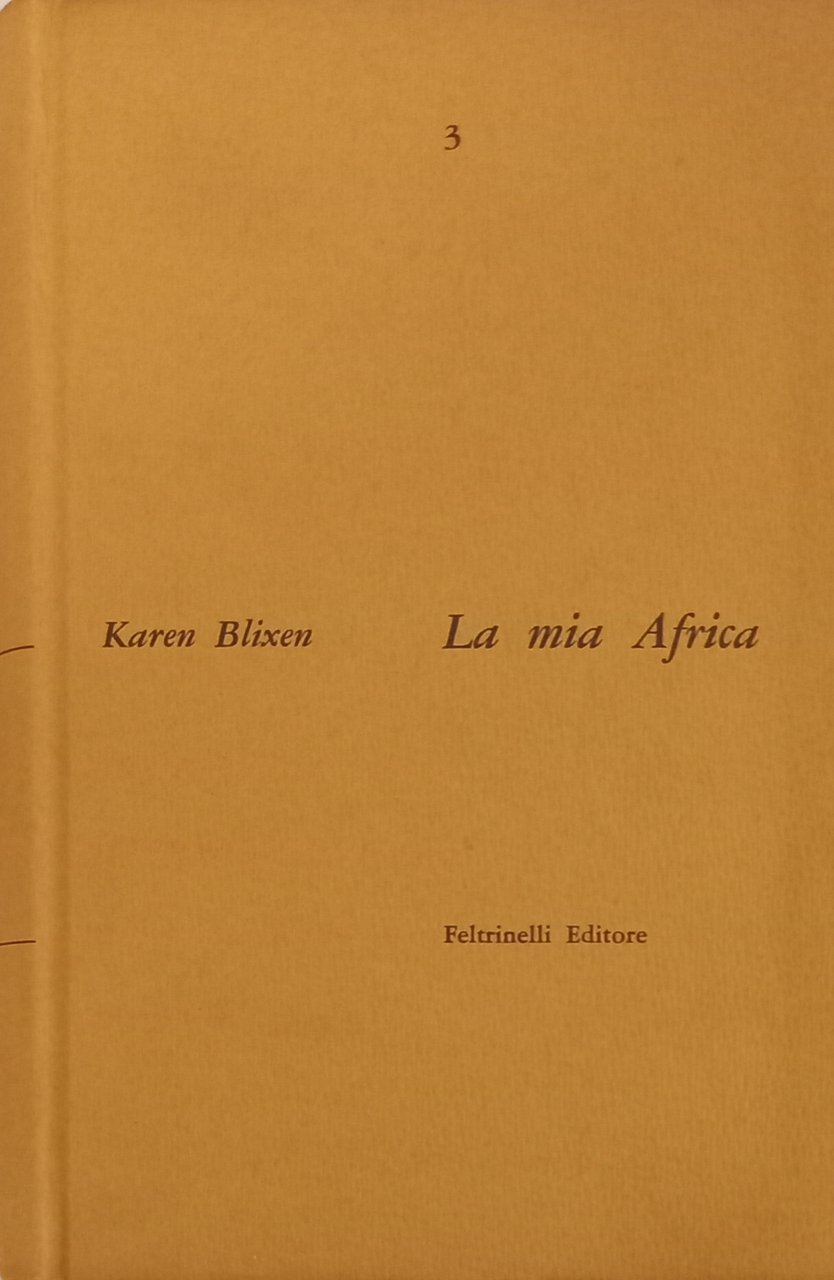 3
Karen Blixen La mia Africa
Feltrinelli Editore